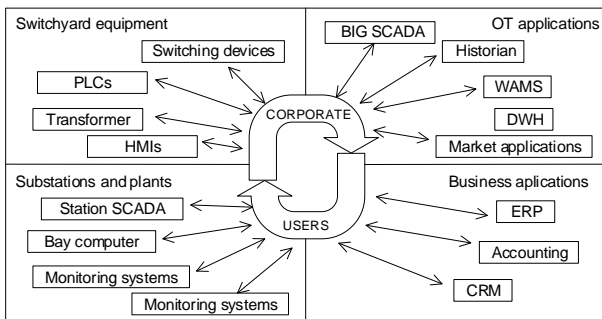 Switchyard equipment
Switching devices
PLCs
Transformer
HMIs
OT applications
BIG SCADA
Historian
WAMS
DWH
Market applications
CORPORATE
USERS
Substations and plants
Station SCADA
Bay computer
Monitoring systems
Monitoring systems
Business aplications
ERP
Accounting
CRM